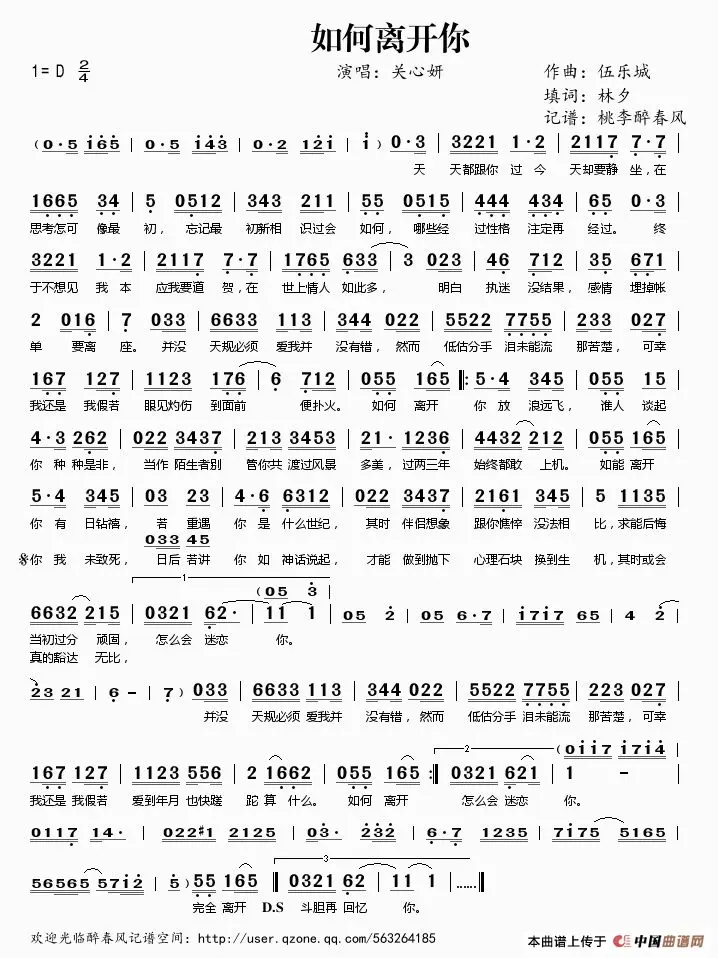 如何离开你
1= D 2/4 演唱：关心妍 作曲：伍乐城
填词：林夕
记谱：桃李醉春风
( 0·5 165 | 0·5 143 | 0·2 121 | i ) 0·3 | 3221 1·2 | 2117 7·7 |
天 天都跟你 过今 天却要静 坐,在
1665 34 | 5 0512 | 343 211 | 55 0515 | 444 434 | 65 0·3 |
思考怎可 像最 初, 忘记最 初新相 识过会 如何, 哪些经 过性格 注定再 经过。 终
3221 1·2 | 2117 7·7 | 1765 633 | 3 023 | 46 712 | 35 671 |
于不想见 我本 应我要道 贺,在 世上情人 如此多, 明白 执迷 没结果, 感情 埋掉帐
2 016 | 7 033 | 6633 113 | 344 022 | 5522 7755 | 233 027 |
单 要离 座。 并没 天规必须 爱我并 没有错, 然而 低估分手 泪未能流 那苦楚, 可幸
167 127 | 1123 176 | 6 712 | 055 165 |: 5·4 345 | 055 15 |
我还是 我假若 眼见灼伤 到面前 便扑火。 如何 离开 你放 浪远飞, 谁人 谈起
4·3 262 | 022 3437 | 213 3453 | 21· 1236 | 4432 212 | 055 165 |
你 种 种是非, 当作 陌生者别 管你共 渡过风景 多美, 过两三年 始终都敢 上机。 如能 离开
5·4 345 | 03 23 | 4·6 6312 | 022 3437 | 2161 345 | 5 1135 |
你 有 日钻禧, 若 重遇 你 是 什么世纪, 其时 伴侣想象 跟你憔悴 没法相 比, 求能后悔
033 45
※你 我 未致死, 日后 若讲 你 如 神话说起, 才能 做到抛下 心理石块 换到生 机, 其时或会
1
(05 3 |
6632 215 | 0321 62· | 11 1 | 05 2 | 05 6·7 | 1717 65 | 4 2 |
当初过分 顽固, 怎么会 迷恋 你。
真的豁达 无比,
23 21 | 6 - | 7 ) 033 | 6633 113 | 344 022 | 5522 7755 | 223 027 |
并没 天规必须 爱我并 没有错, 然而 低估分手 泪未能流 那苦楚, 可幸
2 (0117 1714 |
167 127 | 1123 556 | 2 1662 | 055 165 :| 0321 621 | 1 - |
我还是 我假若 爱到年月 也快蹉 跎 算 什么。 如何 离开 怎么会 迷恋 你。
0117 14· | 022#1 2125 | 03· 232 | 6·7 1235 | 7175 5165 |
3
56565 5712 | 5 ) 55 165 | 0321 62 | 11 1 |......|
完全 离开 D.S 斗胆再 回忆 你。
欢迎光临醉春风记谱空间：http://user.qzone.qq.com/563264185 本曲谱上传于 中国曲谱网